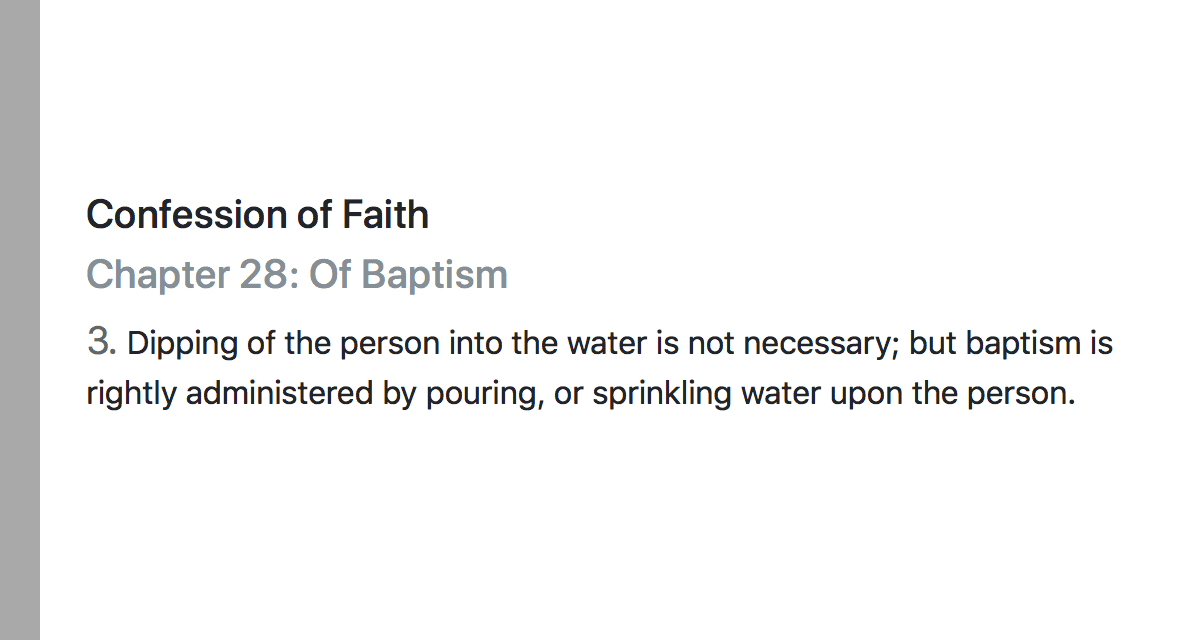 Confession of Faith
Chapter 28: Of Baptism
3. Dipping of the person into the water is not necessary; but baptism is
rightly administered by pouring, or sprinkling water upon the person.